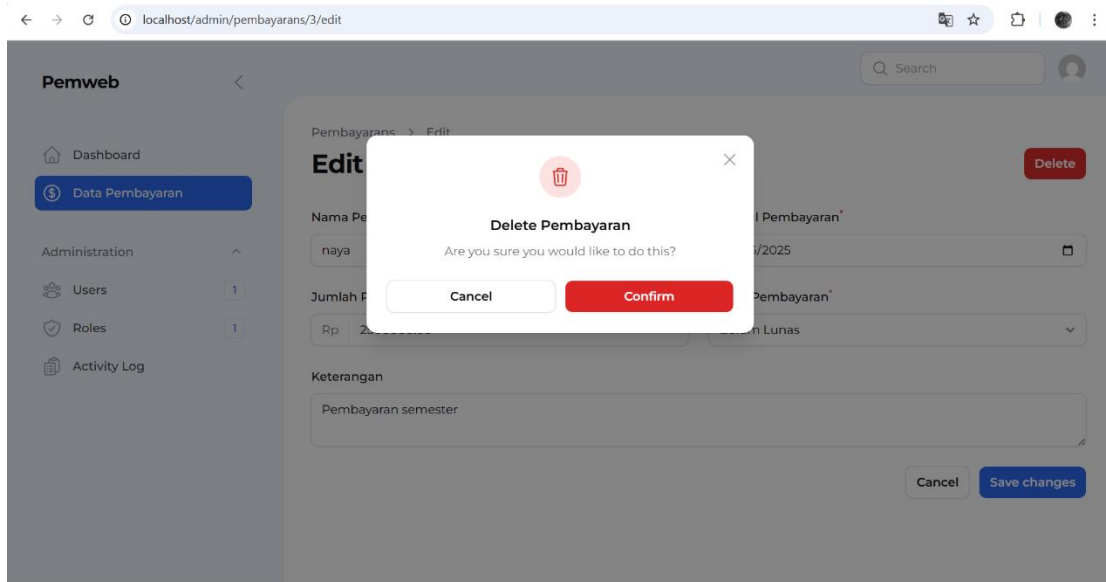 localhost/admin/pembayarans/3/edit
Pemweb
Search
Dashboard
Data Pembayaran
Administration
Users 1
Roles 1
Activity Log
Pembayarans > Edit
Edit
Delete
Nama
Pembayaran*
naya
/2025
Jumlah
Pembayaran*
Rp
Lunas
Keterangan
Pembayaran semester
Cancel
Save changes
Delete Pembayaran
Are you sure you would like to do this?
Cancel
Confirm